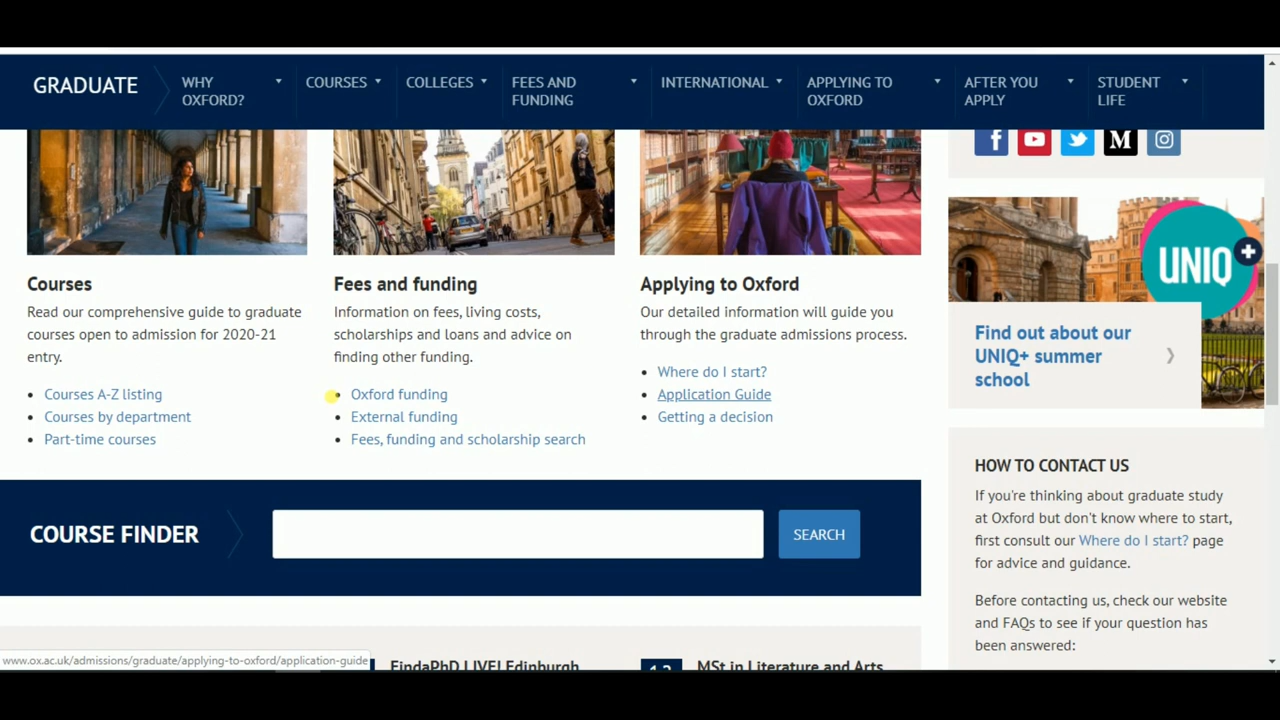 GRADUATE
WHY
OXFORD?
COURSES
COLLEGES
FEES AND
FUNDING
INTERNATIONAL
APPLYING TO
OXFORD
AFTER YOU
APPLY
STUDENT
LIFE
Courses
Read our comprehensive guide to graduate
courses open to admission for 2020-21
entry.
Courses A-Z listing
Courses by department
Part-time courses
Fees and funding
Information on fees, living costs,
scholarships and loans and advice on
finding other funding.
Oxford funding
External funding
Fees, funding and scholarship search
Applying to Oxford
Our detailed information will guide you
through the graduate admissions process.
Where do I start?
Application Guide
Getting a decision
UNIQ+
Find out about our
UNIQ+ summer
school
COURSE FINDER
SEARCH
HOW TO CONTACT US
If you're thinking about graduate study
at Oxford but don't know where to start,
first consult our Where do I start? page
for advice and guidance.
Before contacting us, check our website
and FAQs to see if your question has
been answered:
www.ox.ac.uk/admissions/graduate/applying-to-oxford/application-guide
FindaPhD LIVE! Edinburgh
MSt in Literature and Arts